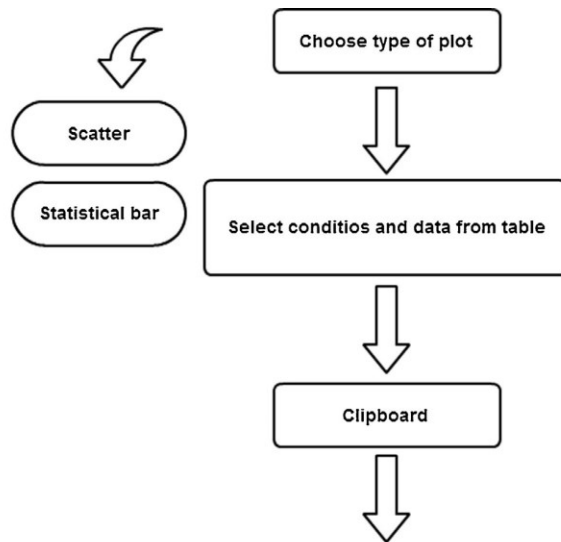 Choose type of plot
Scatter
Statistical bar
Select conditios and data from table
Clipboard